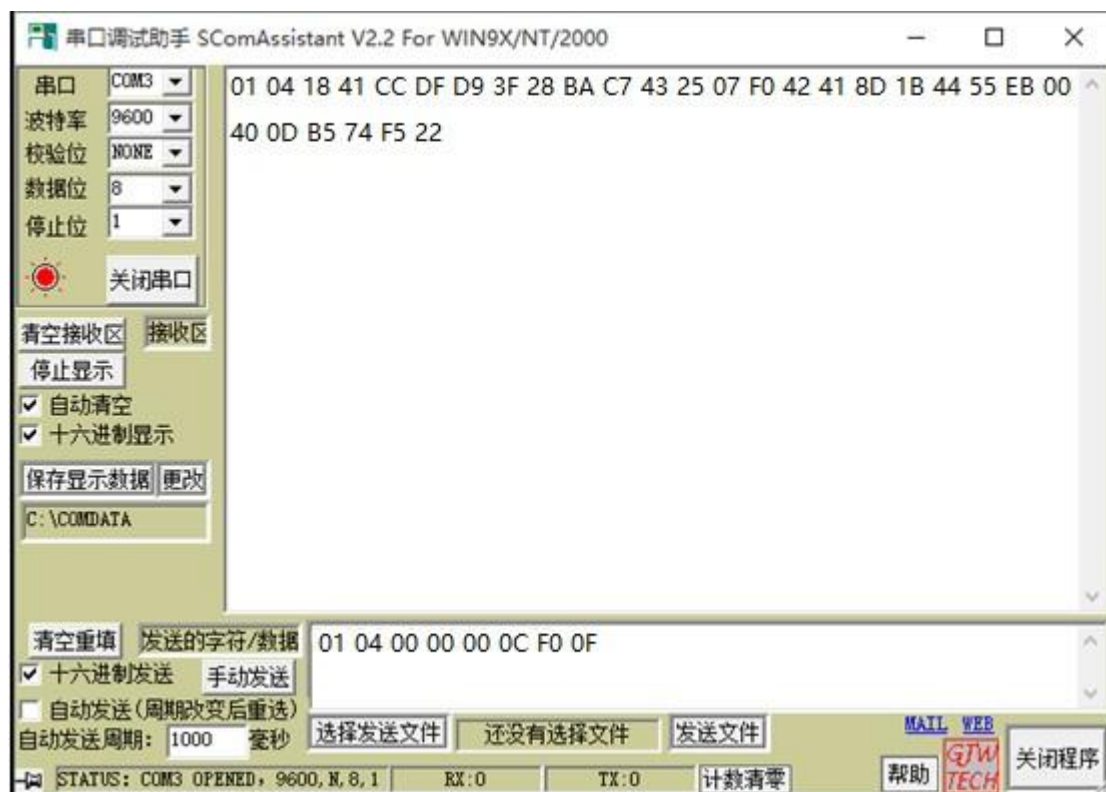 串口调试助手 SComAssistant V2.2 For WIN9X/NT/2000
串口 COM3
波特率 9600
校验位 NONE
数据位 8
停止位 1
关闭串口
清空接收区 接收区
停止显示
自动清空
十六进制显示
保存显示数据 更改
C:\COMDATA
01 04 18 41 CC DF D9 3F 28 BA C7 43 25 07 F0 42 41 8D 1B 44 55 EB 00
40 0D B5 74 F5 22
清空重填 发送的字符/数据 01 04 00 00 00 0C F0 0F
十六进制发送 手动发送
自动发送(周期改变后重选)
自动发送周期: 1000 毫秒 选择发送文件 还没有选择文件 发送文件
MAIL WEB
STATUS: COM3 OPENED, 9600,N,8,1 RX:0 TX:0 计数清零 帮助 GJW TECH 关闭程序